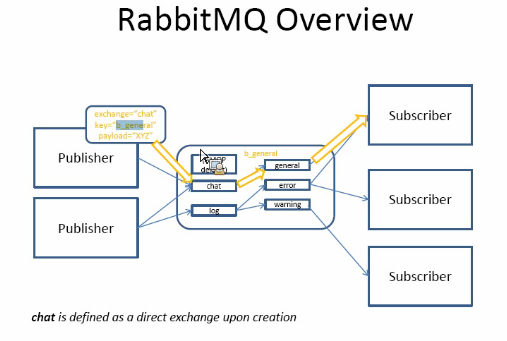 RabbitMQ Overview
exchange="chat"
key="b_general"
payload="XYZ"
Publisher
Publisher
b_general
chat
log
general
error
warning
Subscriber
Subscriber
Subscriber
chat is defined as a direct exchange upon creation